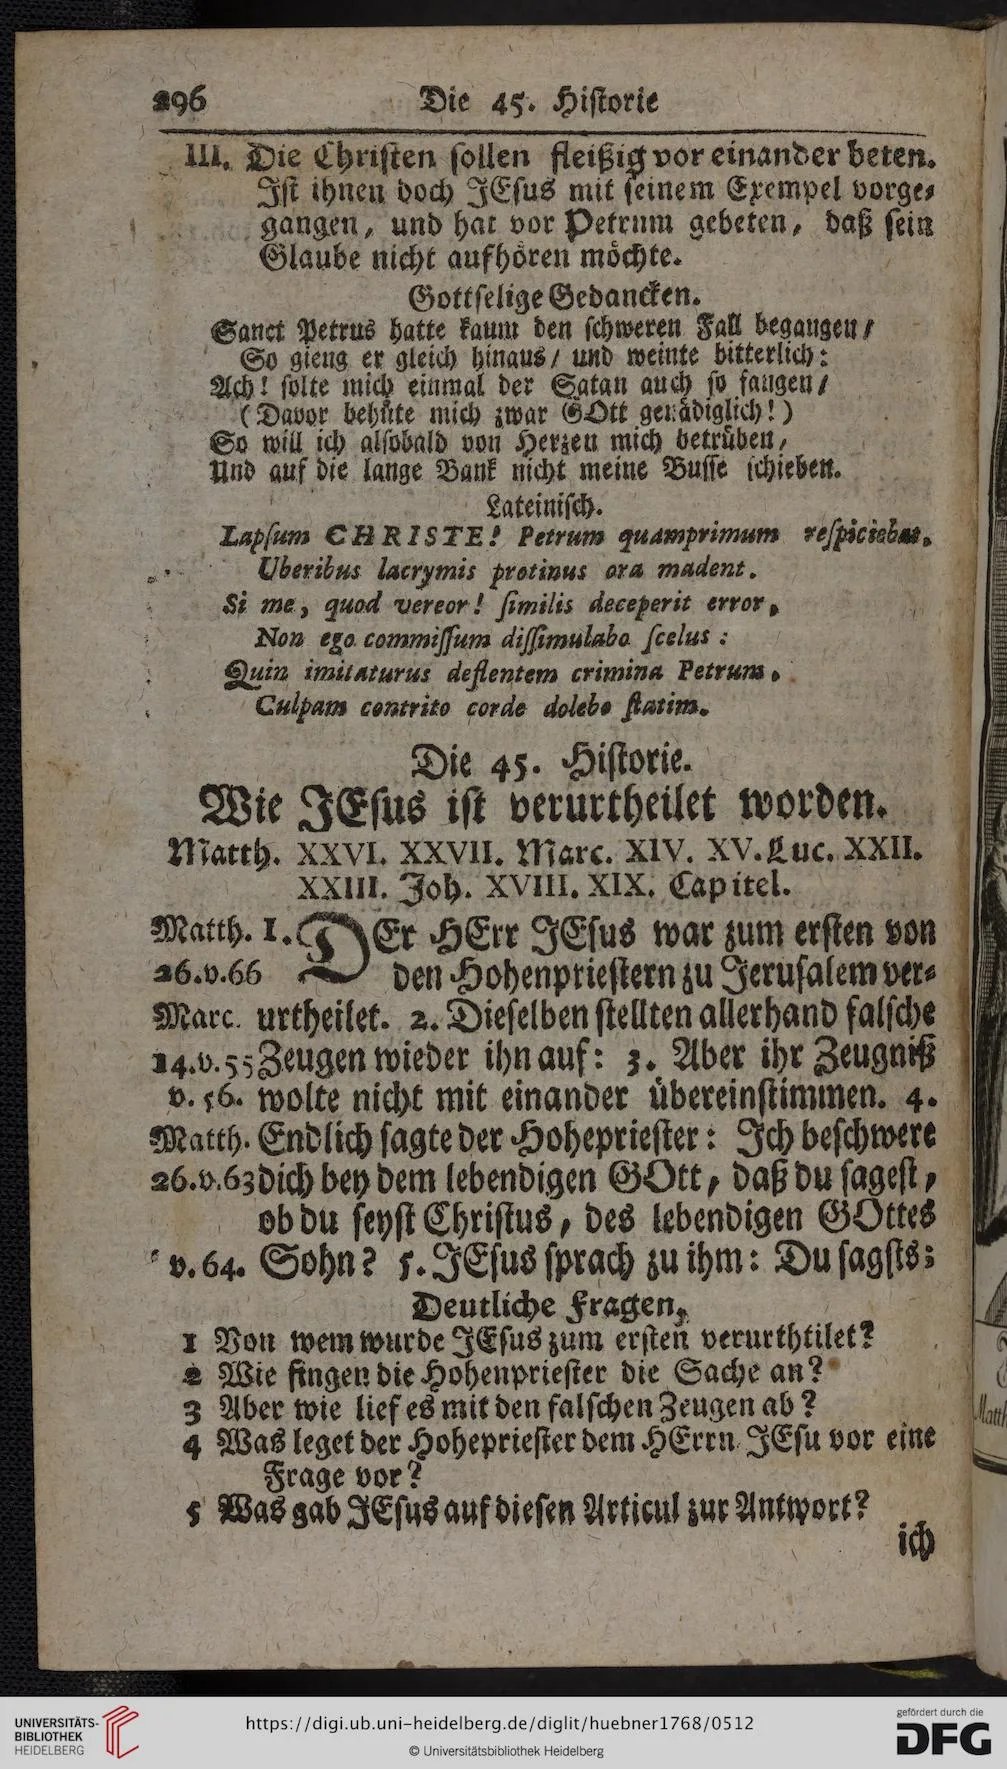 296 Die 45. Historie
III. Die Christen sollen fleißig vor einander beten.
Ist ihnen doch JEsus mit seinem Exempel vorge-
gangen, und hat vor Petrum gebeten, daß sein
Glaube nicht aufhören möchte.
Gottselige Gedancken.
Sanct Petrus hatte kaum den schweren Fall begangen/
So gieng er gleich hinaus/ und weinte bitterlich:
Ach! solte mich einmal der Satan auch so fangen/
(Davor behüte mich zwar GOtt genädiglich!)
So will ich alsobald von Herzen mich betrüben,
Und auf die lange Bank nicht meine Busse schieben.
Lateinisch.
Lapsum CHRISTE! Petrum quamprimum respiciebas,
Uberibus lacrymis protinus ora madent.
Si me, quod vereor! similis deceperit error,
Non ego commissum dissimulabo scelus:
Quin imitaturus deflentem crimina Petrum,
Culpam contrito corde dolebo statim.
Die 45. Historie.
Wie JEsus ist verurtheilet worden.
Matth. XXVI. XXVII. Marc. XIV. XV. Luc. XXII.
XXIII. Joh. XVIII. XIX. Capitel.
Matth. 1. DEr HErr JEsus war zum ersten von
26.v.66 den Hohenpriestern zu Jerusalem ver-
Marc. urtheilet. 2. Dieselben stellten allerhand falsche
14.v.55 Zeugen wieder ihn auf: 3. Aber ihr Zeugniß
v. 56. wolte nicht mit einander übereinstimmen. 4.
Matth. Endlich sagte der Hohepriester: Ich beschwere
26.v.63 dich bey dem lebendigen GOtt, daß du sagest,
ob du seyst Christus, des lebendigen GOttes
v. 64. Sohn? 5. JEsus sprach zu ihm: Du sagsts;
Deutliche Fragen.
1 Von wem wurde JEsus zum ersten verurthtilet?
2 Wie fingen die Hohenpriester die Sache an?
3 Aber wie lief es mit den falschen Zeugen ab?
4 Was leget der Hohepriester dem HErrn JEsu vor eine
Frage vor?
5 Was gab JEsus auf diesen Articul zur Antwort?
ich
Matth
UNIVERSITÄTS-
BIBLIOTHEK
HEIDELBERG
https://digi.ub.uni-heidelberg.de/diglit/huebner1768/0512
© Universitätsbibliothek Heidelberg
gefördert durch die
DFG